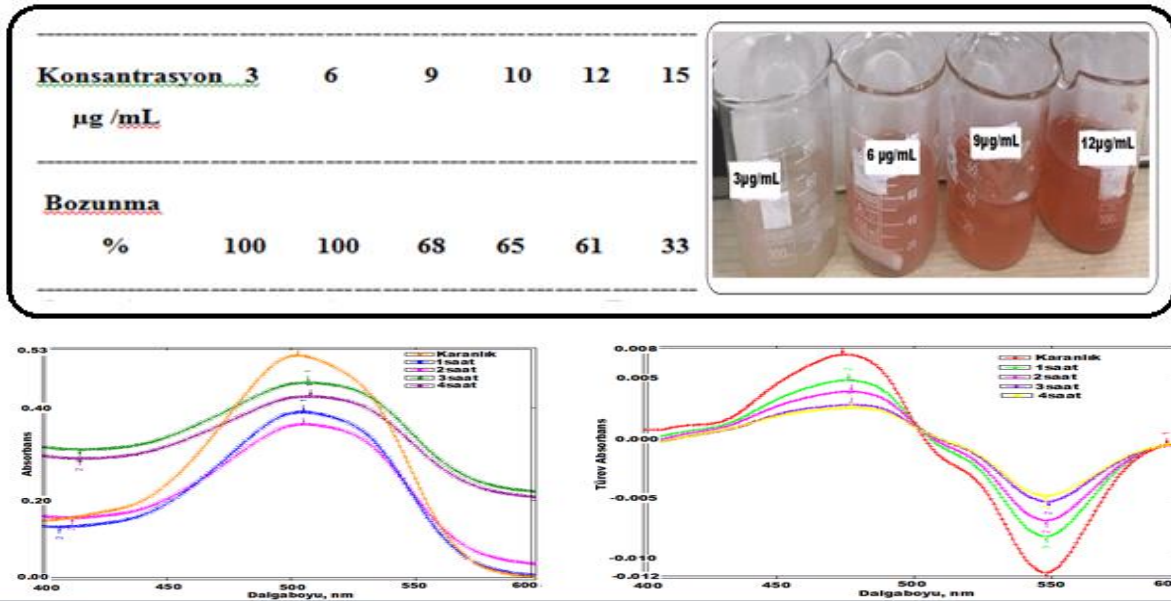 Konsantrasyon 3 6 9 10 12 15
µg /mL
Bozunma
% 100 100 68 65 61 33
3µg/mL
6 µg/mL
9µg/mL
12µg/mL
0.53
0.40
0.20
0.00
Absorbans
400 450 500 550 600
Dalgaboyu, nm
Karanlık
1saat
2saat
3saat
4saat
0.008
0.005
0.000
-0.005
-0.010
-0.012
Türev Absorbans
400 450 500 550
Dalgaboyu, nm
Karanlık
1saat
2saat
3saat
4saat